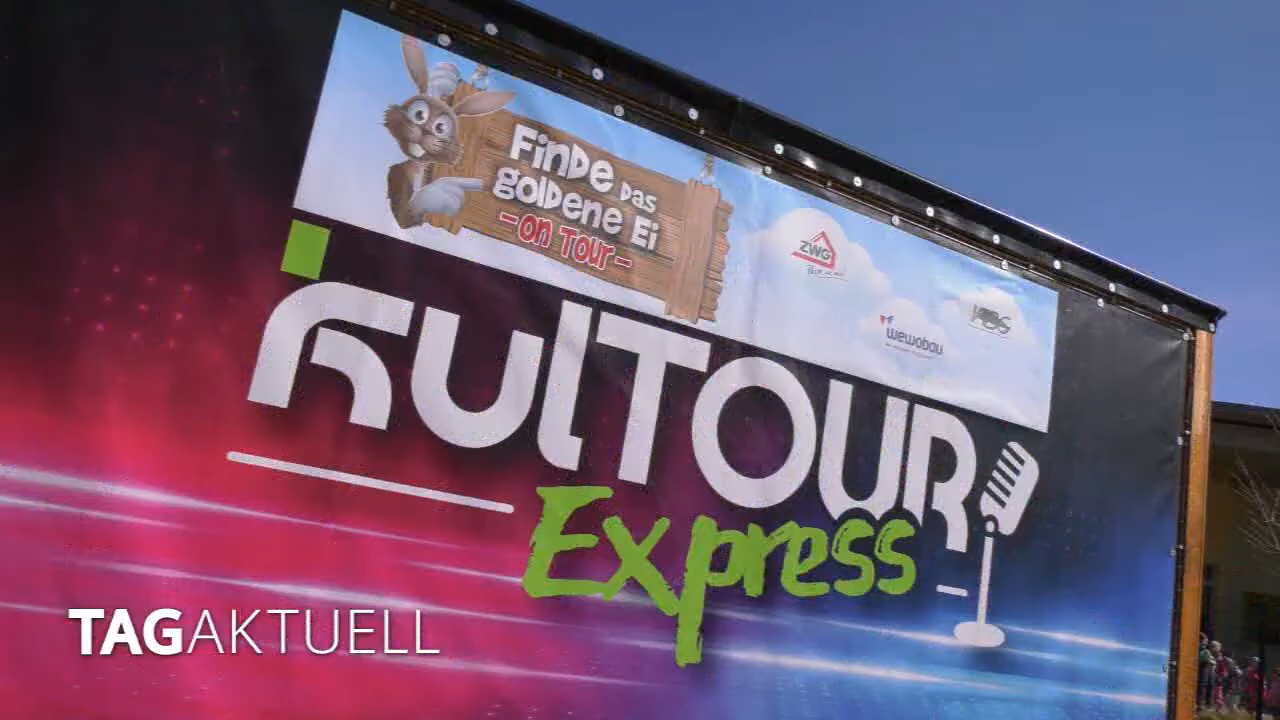 Finde das
goldene Ei
-on Tour-
ZWG
wewobau
KulTOUR
Express
TAGAKTUELL